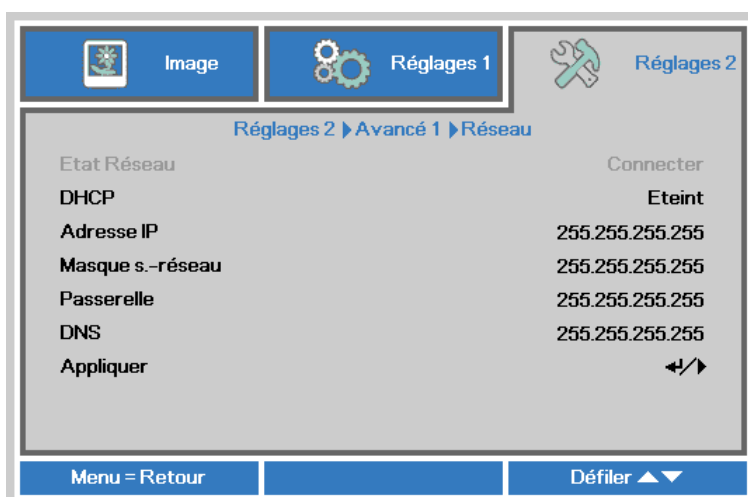 Image
Réglages 1
Réglages 2
Réglages 2 ▶ Avancé 1 ▶ Réseau
Etat Réseau Connecter
DHCP Eteint
Adresse IP 255.255.255.255
Masque s.-réseau 255.255.255.255
Passerelle 255.255.255.255
DNS 255.255.255.255
Appliquer ↵/▶
Menu = Retour
Défiler ▲▼